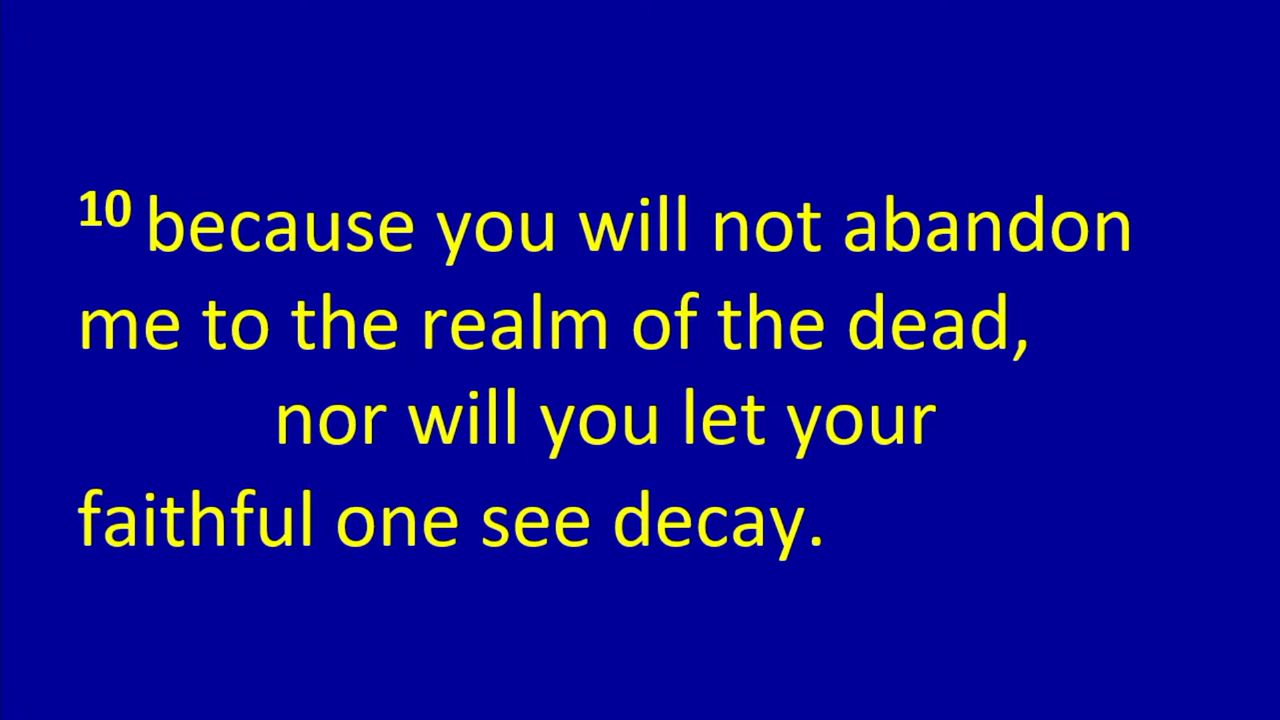 10 because you will not abandon
me to the realm of the dead,
nor will you let your
faithful one see decay.